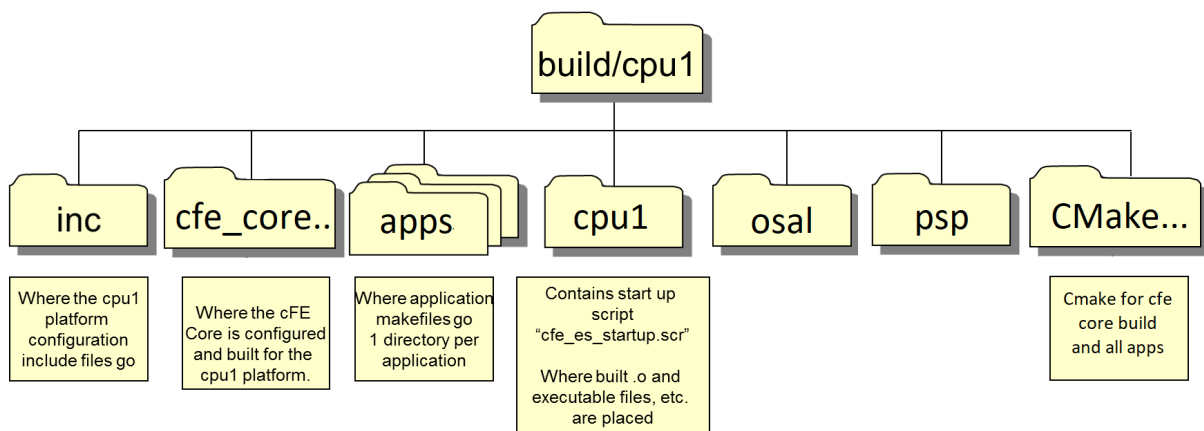 build/cpu1
inc
cfe_core..
apps
cpu1
osal
psp
CMake...
Where the cpu1
platform
configuration
include files go
Where the cFE
Core is configured
and built for the
cpu1 platform.
Where application
makefiles go
1 directory per
application
Contains start up
script
“cfe_es_startup.scr”
Where built .o and
executable files, etc.
are placed
Cmake for cfe
core build
and all apps